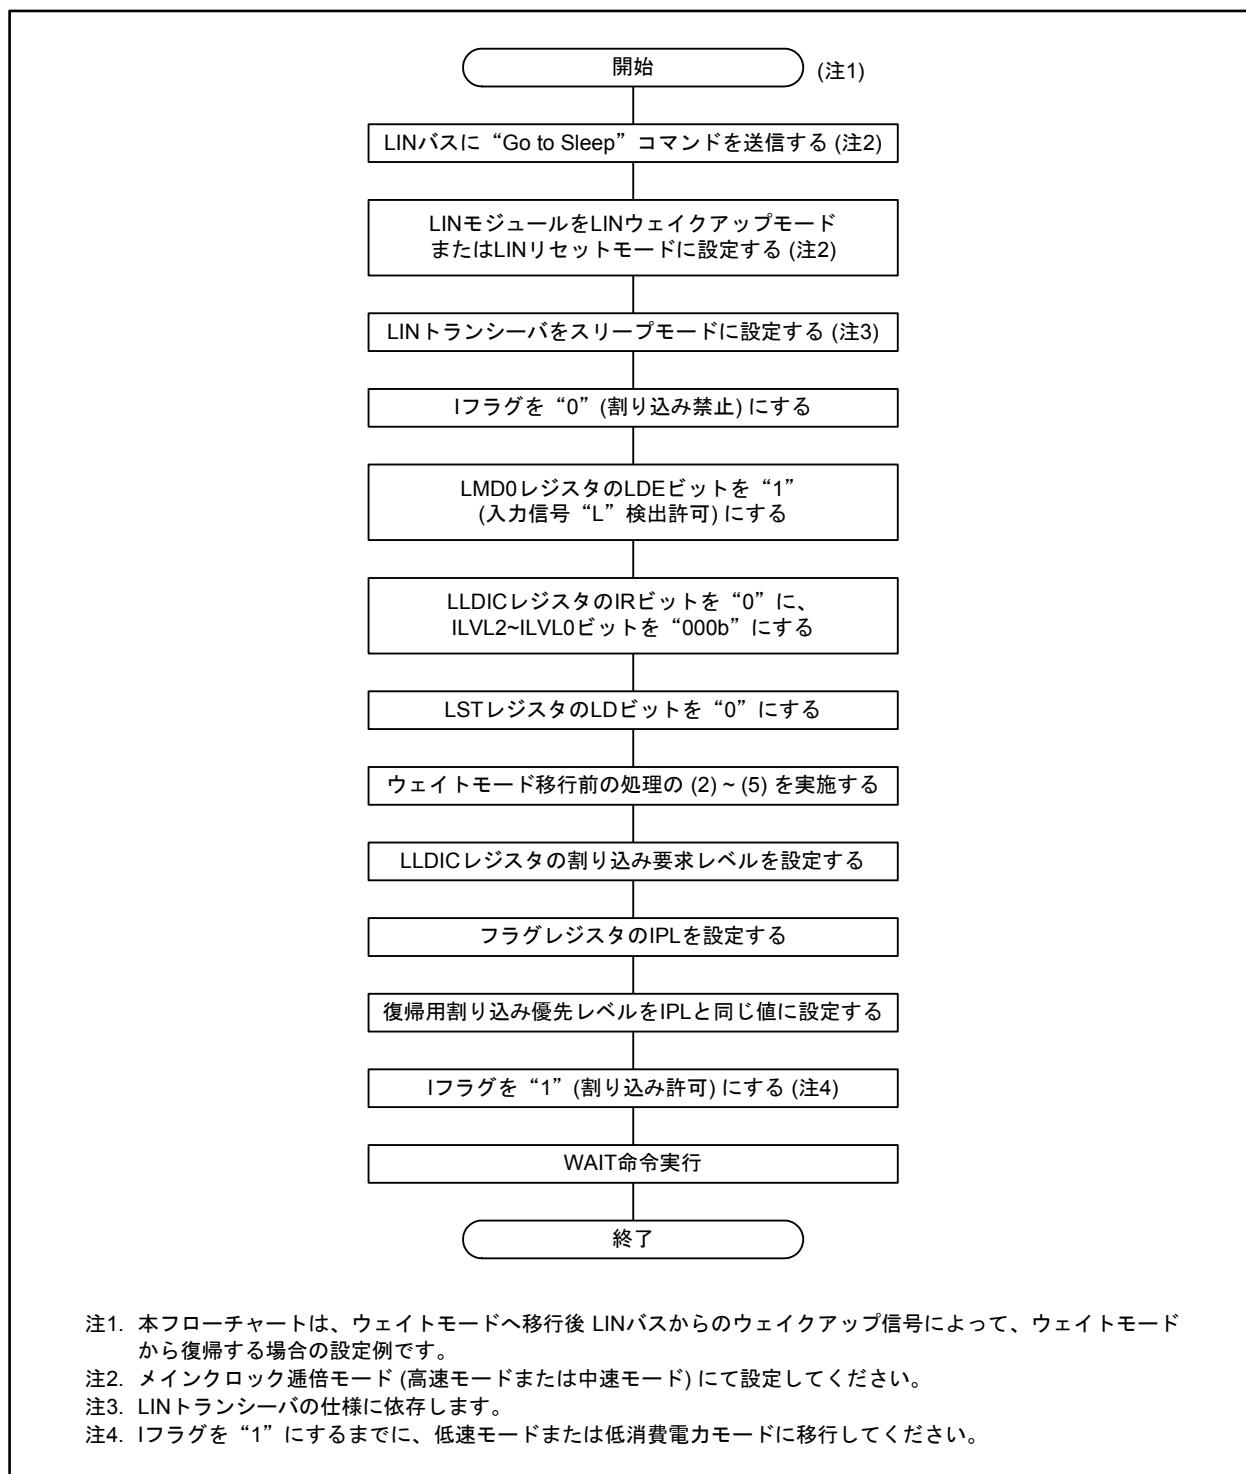 開始 (注1)
LINバスに“Go to Sleep”コマンドを送信する (注2)
LINモジュールをLINウェイクアップモード
またはLINリセットモードに設定する (注2)
LINトランシーバをスリープモードに設定する (注3)
Iフラグを“0”(割り込み禁止) にする
LMD0レジスタのLDEビットを“1”
(入力信号“L”検出許可) にする
LLDICレジスタのIRビットを“0”に、
ILVL2~ILVL0ビットを“000b”にする
LSTレジスタのLDビットを“0”にする
ウェイトモード移行前の処理の (2) ~ (5) を実施する
LLDICレジスタの割り込み要求レベルを設定する
フラグレジスタのIPLを設定する
復帰用割り込み優先レベルをIPLと同じ値に設定する
Iフラグを“1”(割り込み許可) にする (注4)
WAIT命令実行
終了
注1. 本フローチャートは、ウェイトモードへ移行後 LINバスからのウェイクアップ信号によって、ウェイトモード
から復帰する場合の設定例です。
注2. メインクロック逓倍モード (高速モードまたは中速モード) にて設定してください。
注3. LINトランシーバの仕様に依存します。
注4. Iフラグを“1”にするまでに、低速モードまたは低消費電力モードに移行してください。